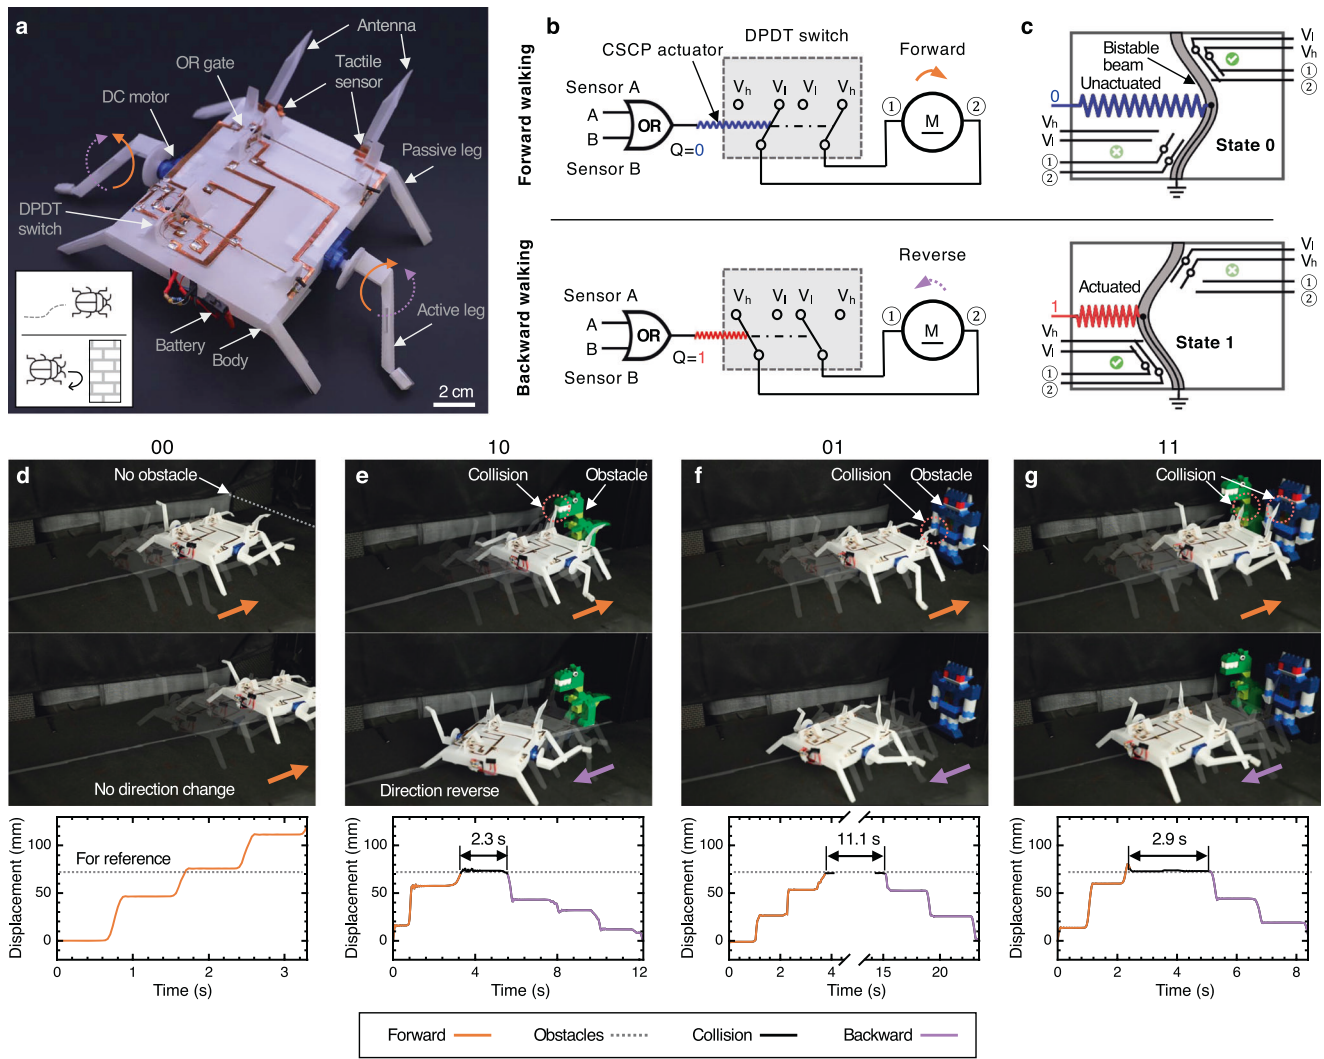 a
Antenna
OR gate
Tactile
sensor
DC motor
Passive leg
DPDT
switch
Active leg
Battery
Body
2 cm
b
Forward walking
CSCP actuator
DPDT switch
Forward
Sensor A
Vh Vl Vl Vh
A
B
OR
Q=0
Sensor B
1 M 2
Backward walking
Reverse
Sensor A
Vh Vl Vl Vh
A
B
OR
Q=1
Sensor B
1 M 2
c
Bistable
beam
Unactuated
Vl
Vh
1
2
0
Vh
Vl
1
2
State 0
Actuated
Vl
Vh
1
2
1
Vh
Vl
1
2
State 1
00
d
No obstacle
No direction change
10
e
Collision
Obstacle
Direction reverse
01
f
Collision
Obstacle
11
g
Collision
Displacement (mm)
100
50
0
For reference
0 1 2 3
Time (s)
Displacement (mm)
100
50
0
2.3 s
0 4 8 12
Time (s)
Displacement (mm)
100
50
0
11.1 s
0 2 4 15 20
Time (s)
Displacement (mm)
100
50
0
2.9 s
0 2 4 6 8
Time (s)
Forward Obstacles Collision Backward